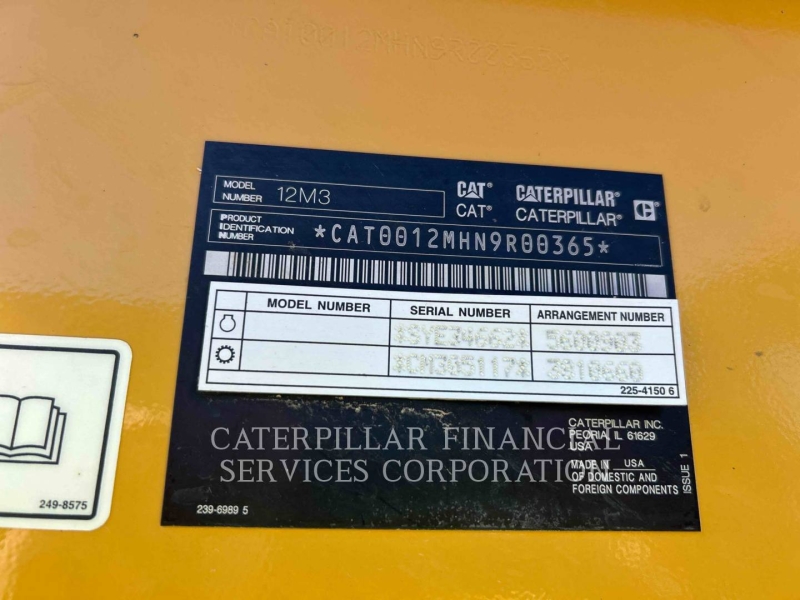 MODEL NUMBER 12M3
CAT® CATERPILLAR®
CAT® CATERPILLAR®
PRODUCT IDENTIFICATION NUMBER *CAT0012MHN9R00365*
MODEL NUMBER SERIAL NUMBER ARRANGEMENT NUMBER
5600903
3810660
225-4150 6
CATERPILLAR INC.
PEORIA, IL 61629
USA
MADE IN USA
OF DOMESTIC AND
FOREIGN COMPONENTS
ISSUE 1
239-6989 5
249-8575
CATERPILLAR FINANCIAL
SERVICES CORPORATION